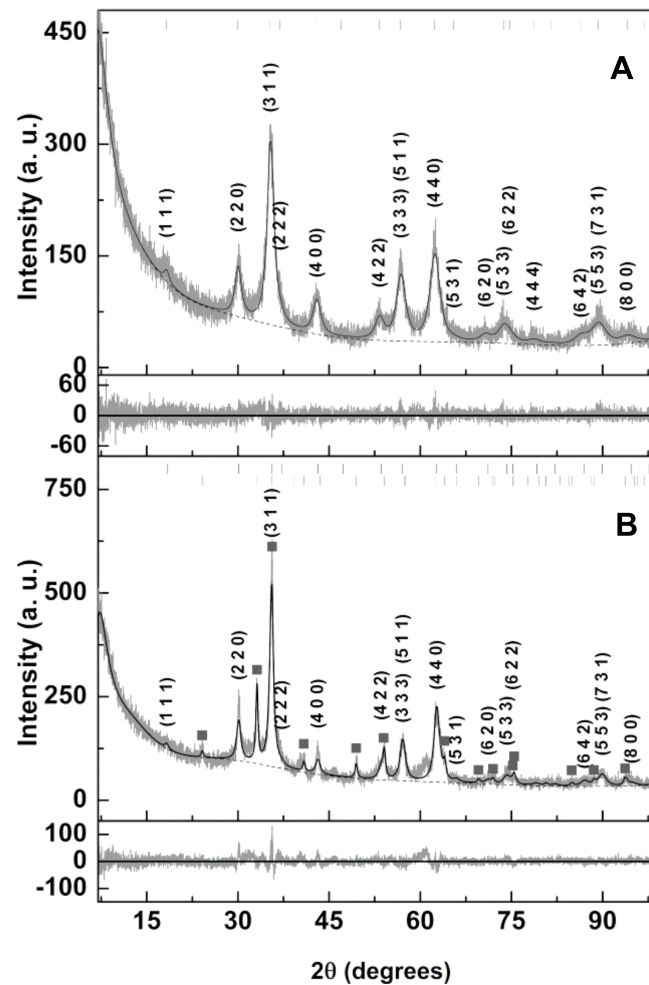 450
300
150
0
Intensity (a. u.)
A
(1 1 1)
(2 2 0)
(3 1 1)
(2 2 2)
(4 0 0)
(4 2 2)
(3 3 3) (5 1 1)
(4 4 0)
(5 3 1)
(6 2 0)
(5 3 3) (6 2 2)
(4 4 4)
(6 4 2)
(5 5 3) (7 3 1)
(8 0 0)
60
0
-60
750
500
250
0
Intensity (a. u.)
B
(1 1 1)
(2 2 0)
(3 1 1)
(2 2 2)
(4 0 0)
(4 2 2)
(3 3 3) (5 1 1)
(4 4 0)
(5 3 1)
(6 2 0)
(5 3 3) (6 2 2)
(6 4 2)
(5 5 3) (7 3 1)
(8 0 0)
100
0
-100
15 30 45 60 75 90
2θ (degrees)